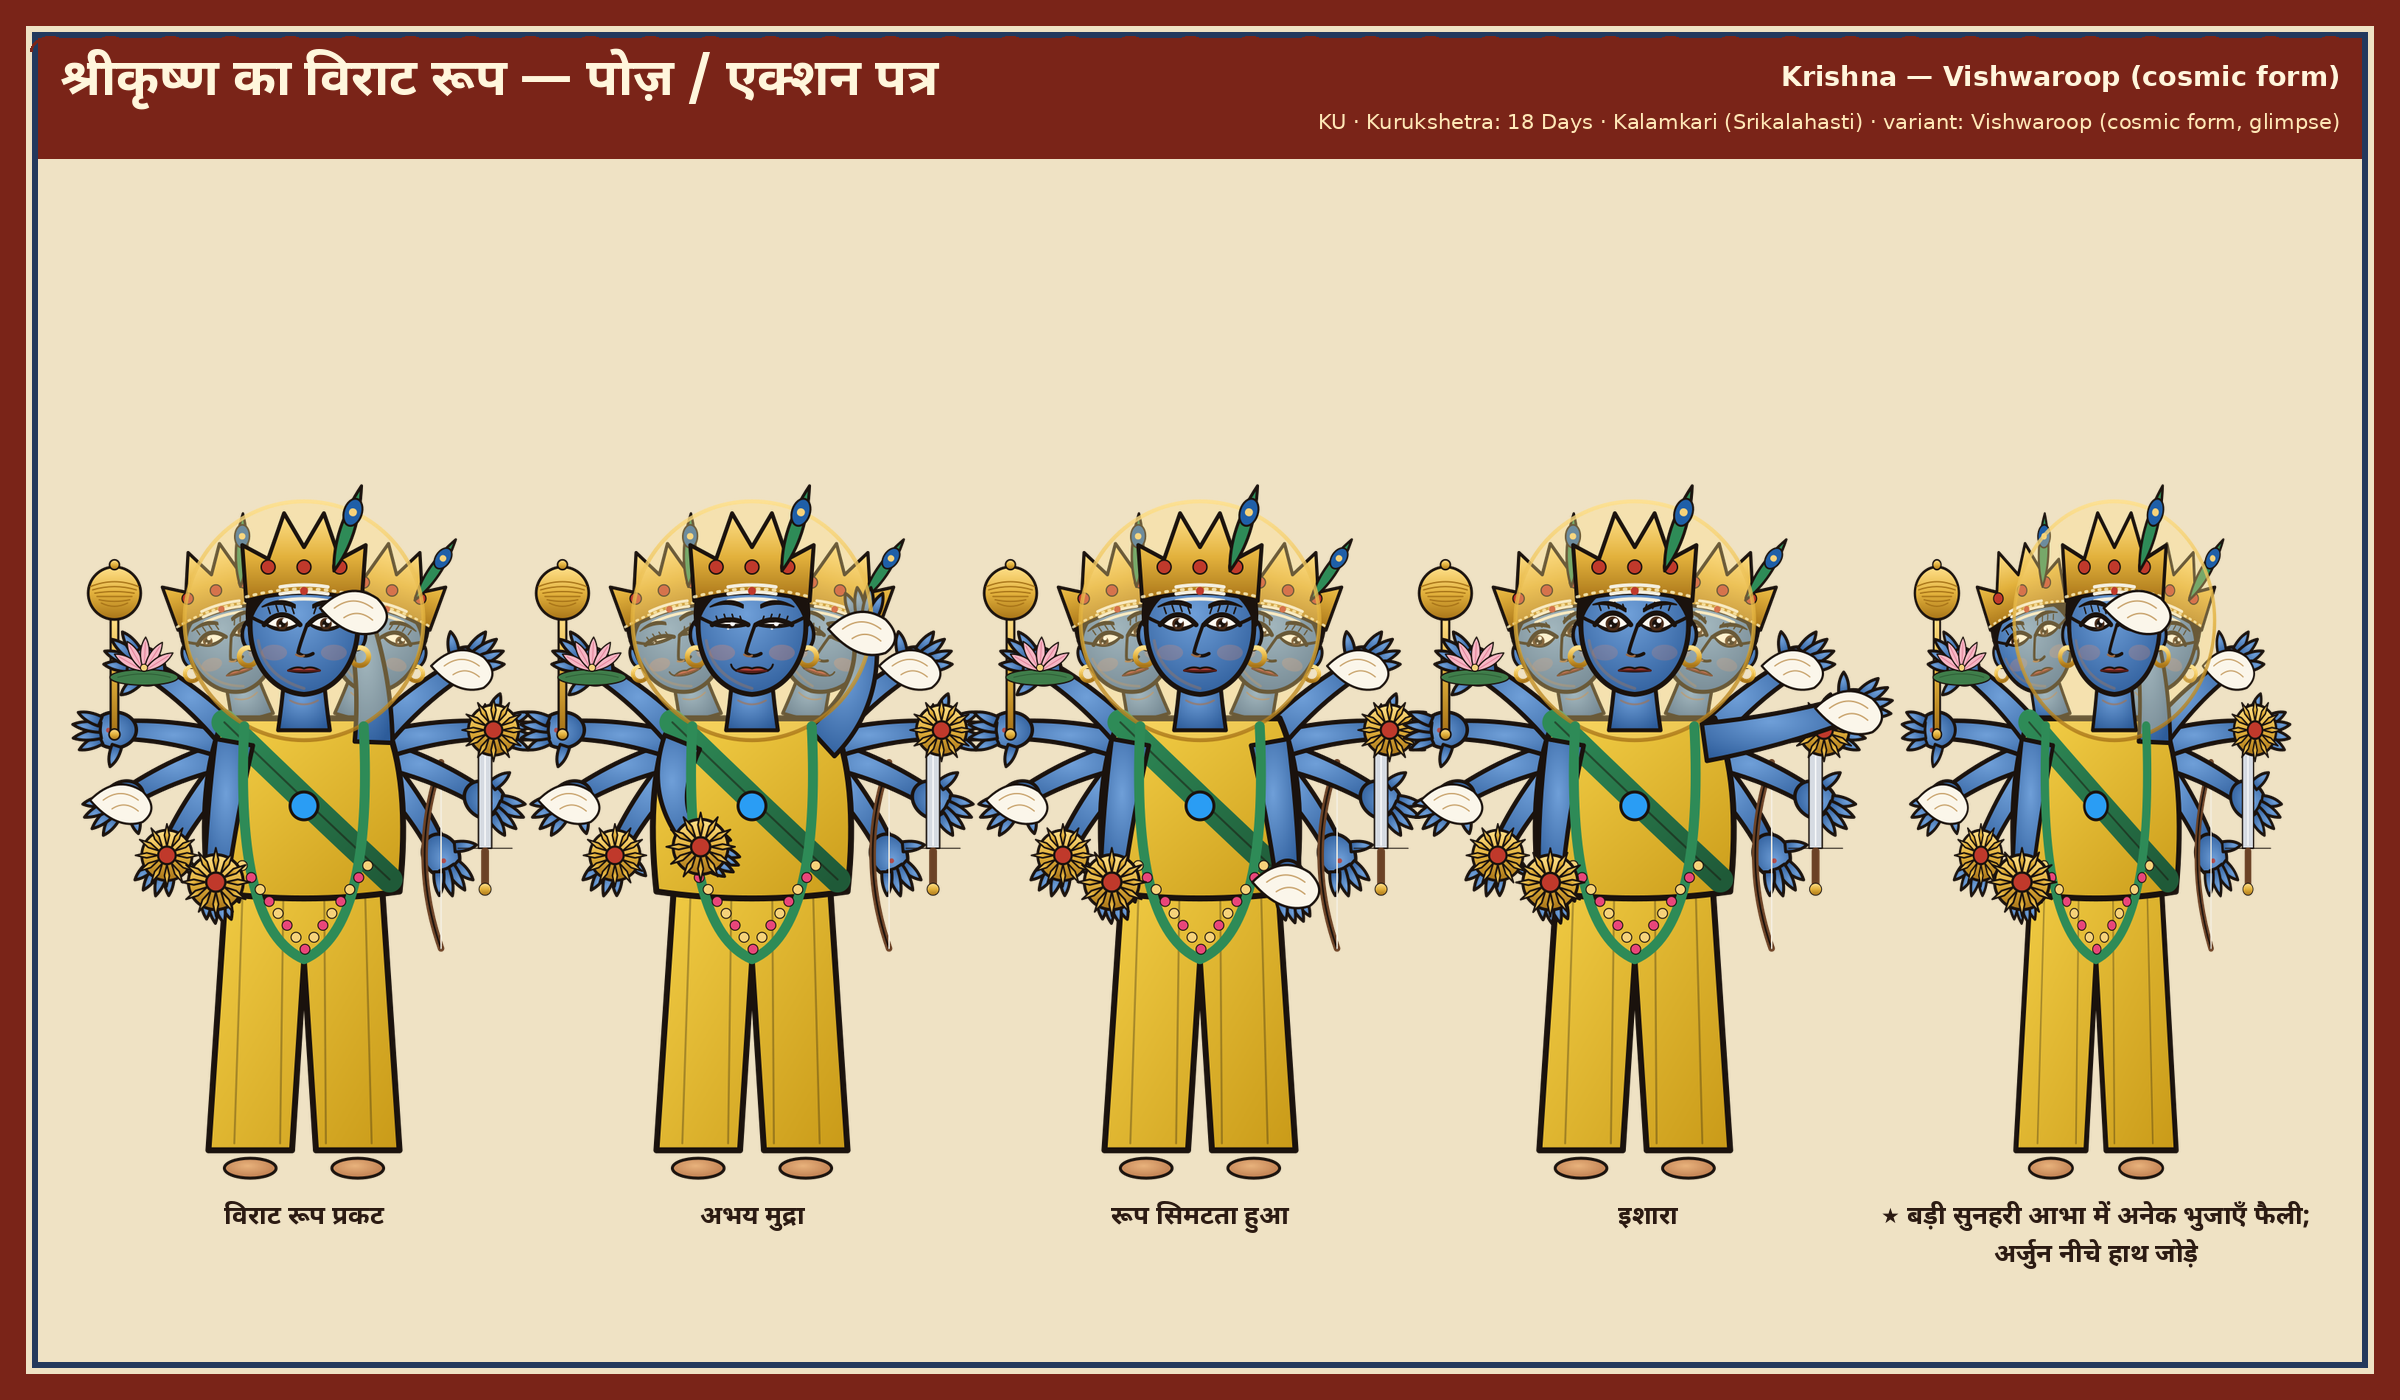 श्रीकृष्ण का विराट रूप — पोज़ / एक्शन पत्र
Krishna — Vishwaroop (cosmic form)
KU · Kurukshetra: 18 Days · Kalamkari (Srikalahasti) · variant: Vishwaroop (cosmic form, glimpse)
विराट रूप प्रकट
अभय मुद्रा
रूप सिमटता हुआ
इशारा
★ बड़ी सुनहरी आभा में अनेक भुजाएँ फैली;
अर्जुन नीचे हाथ जोड़े